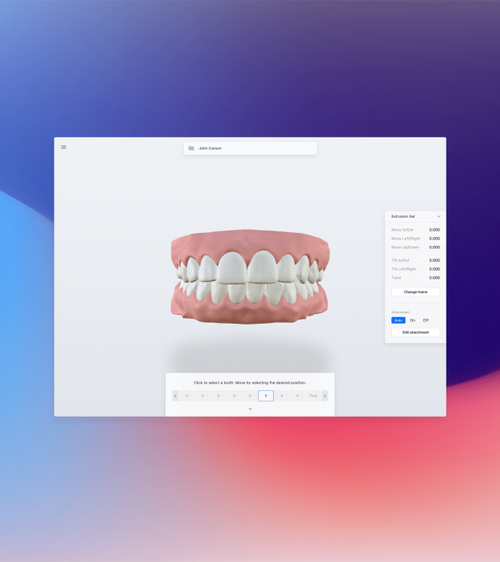 John Carson
Extrusion bar
Move In/Out 0.000
Move Left/Right 0.000
Move Up/Down 0.000
Tilt In/Out 0.000
Tilt Left/Right 0.000
Twist 0.000
Change frame
Attachment
Auto On Off
Edit attachment
Click to select a tooth. Move by selecting the desired position.
Final